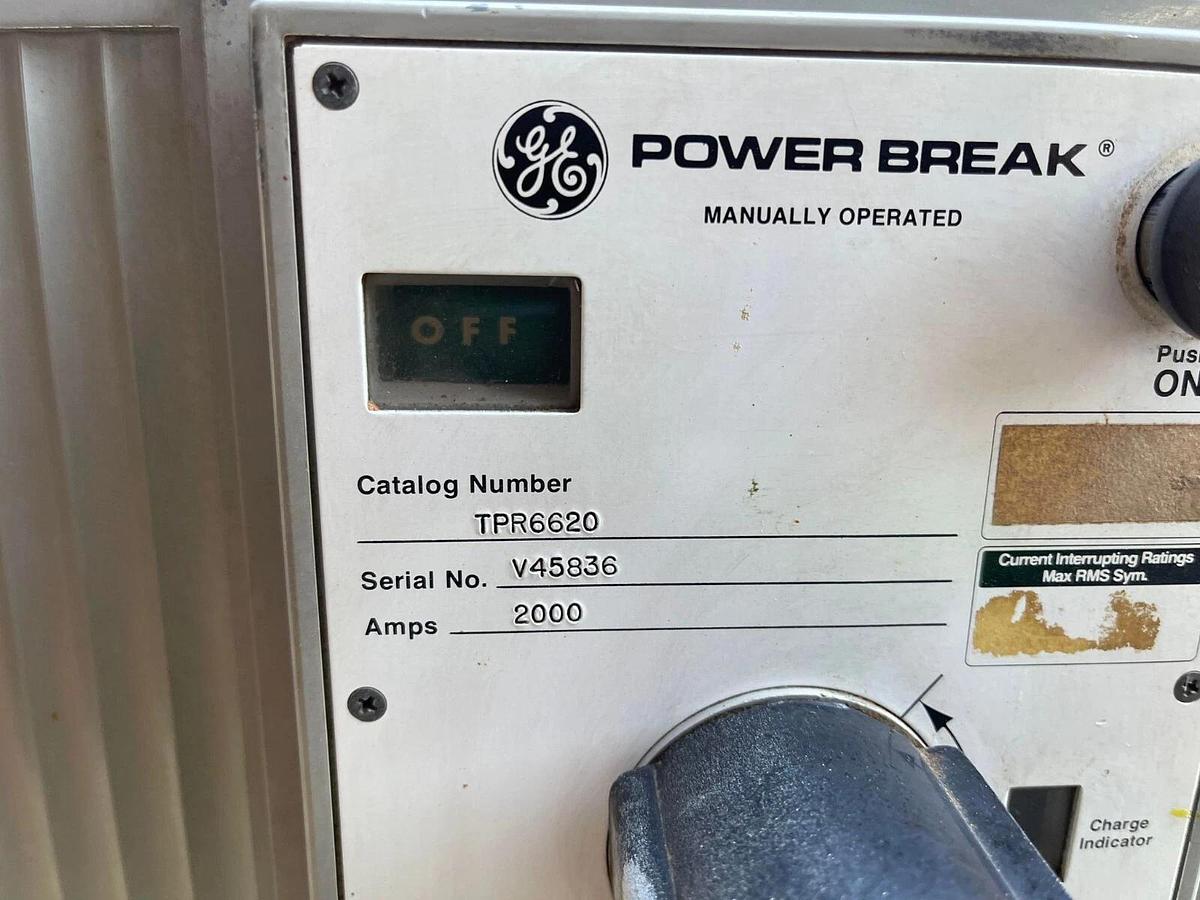 GE POWER BREAK ®
MANUALLY OPERATED
OFF
Push
ON
Catalog Number
TPR6620
Serial No. V45836
Amps 2000
Current Interrupting Ratings
Max RMS Sym.
Charge
Indicator